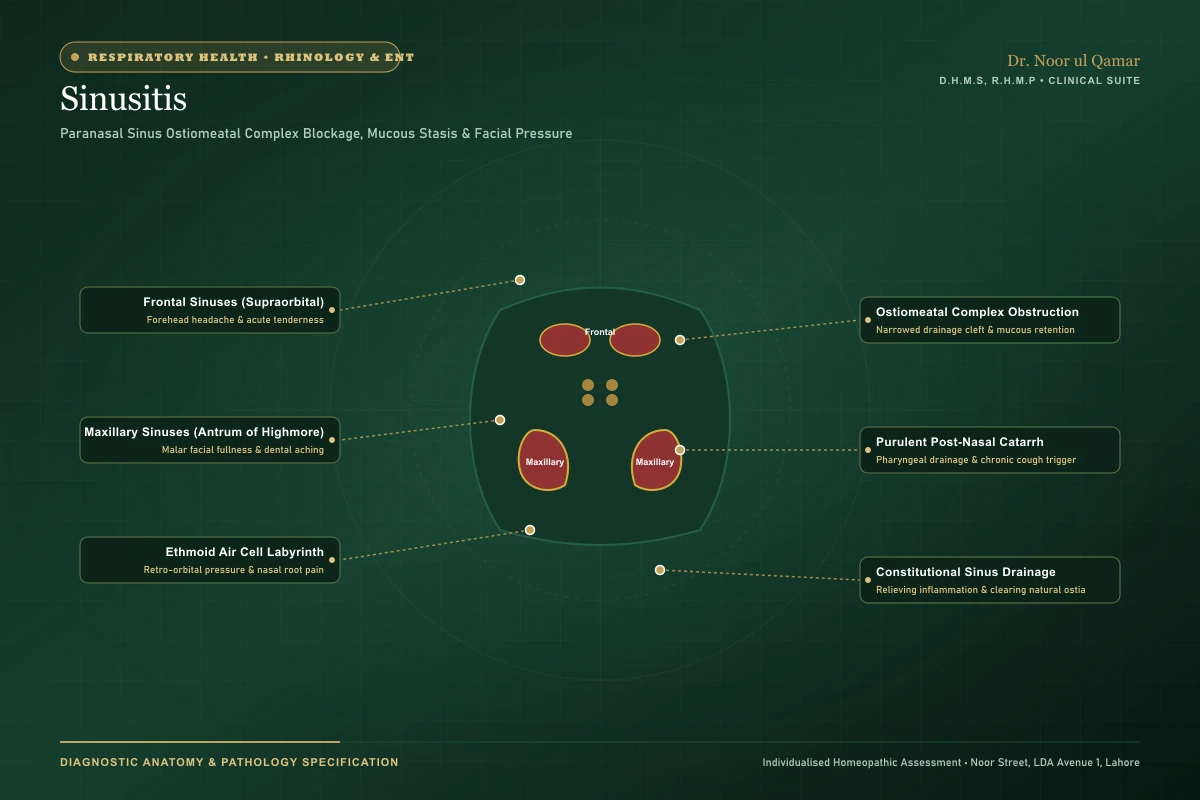 RESPIRATORY HEALTH • RHINOLOGY & ENT
Sinusitis
Paranasal Sinus Ostiomeatal Complex Blockage, Mucous Stasis & Facial Pressure
Dr. Noor ul Qamar
D.H.M.S, R.H.M.P • CLINICAL SUITE
Frontal Sinuses (Supraorbital)
Forehead headache & acute tenderness
Maxillary Sinuses (Antrum of Highmore)
Malar facial fullness & dental aching
Ethmoid Air Cell Labyrinth
Retro-orbital pressure & nasal root pain
Frontal
Maxillary
Maxillary
Ostiomeatal Complex Obstruction
Narrowed drainage cleft & mucous retention
Purulent Post-Nasal Catarrh
Pharyngeal drainage & chronic cough trigger
Constitutional Sinus Drainage
Relieving inflammation & clearing natural ostia
DIAGNOSTIC ANATOMY & PATHOLOGY SPECIFICATION
Individualised Homeopathic Assessment • Noor Street, LDA Avenue 1, Lahore